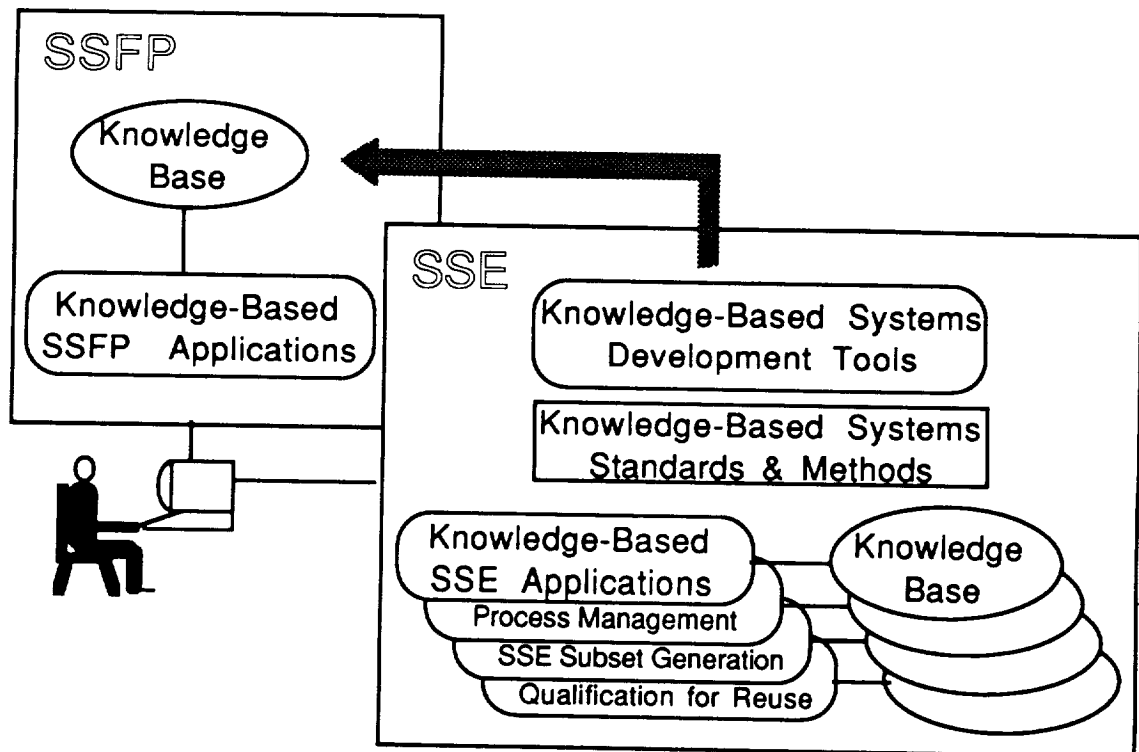 SSFP
Knowledge
Base
Knowledge-Based
SSFP Applications
SSE
Knowledge-Based Systems
Development Tools
Knowledge-Based Systems
Standards & Methods
Knowledge-Based
SSE Applications
Process Management
SSE Subset Generation
Qualification for Reuse
Knowledge
Base